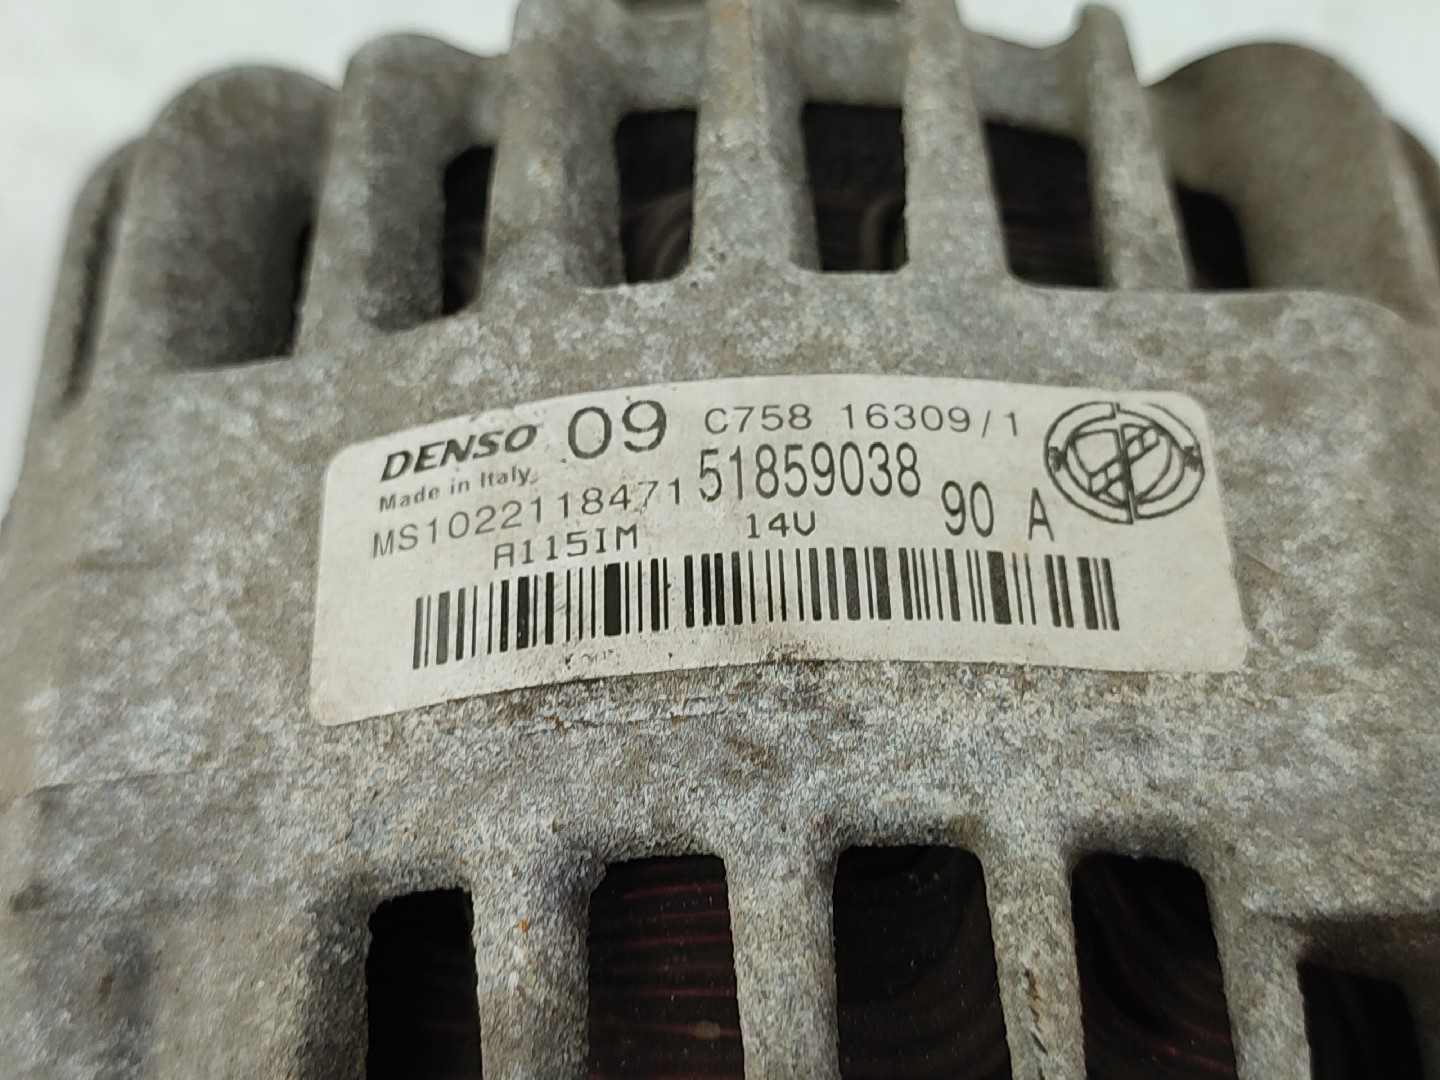 DENSO 09 C758 16309/1
Made in Italy 51859038
MS1022118471 90 A
A115IM 14V